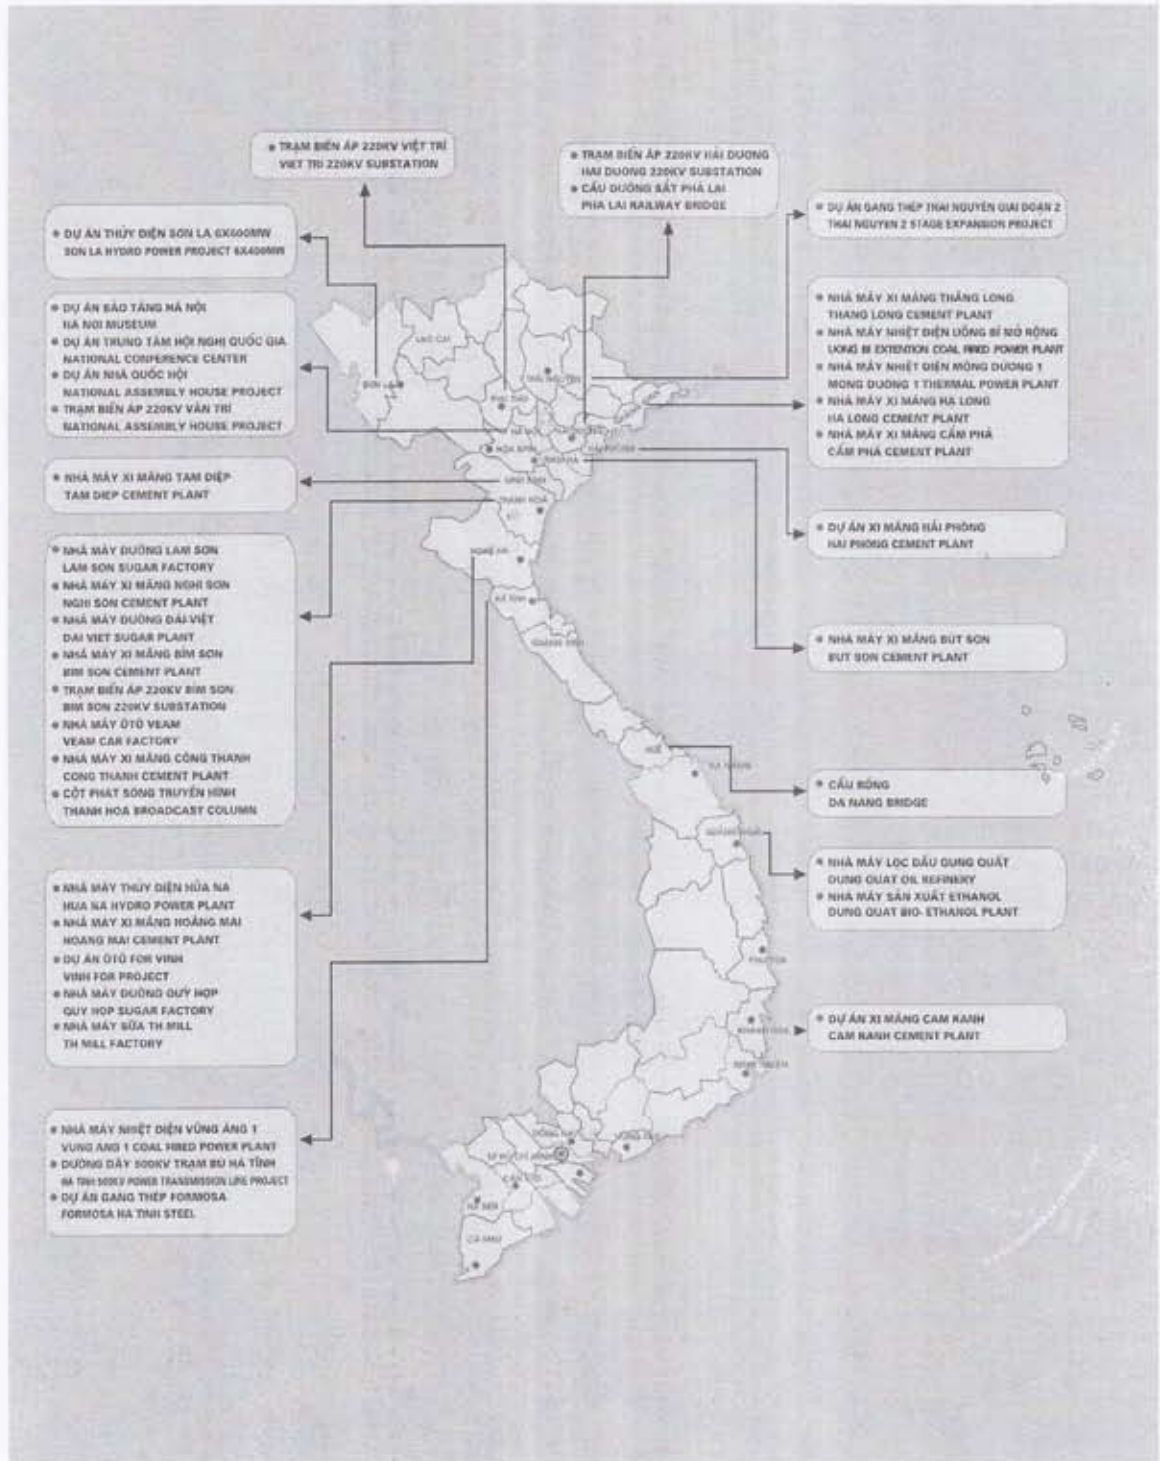 • TRẠM BIẾN ÁP 220KV VIỆT TRÌ
VIET TRI 220KV SUBSTATION
• TRẠM BIẾN ÁP 220KV HẢI DƯƠNG
HAI DUONG 220KV SUBSTATION
• CẦU ĐƯỜNG SẮT PHẢ LẠI
PHA LAI RAILWAY BRIDGE
• DỰ ÁN GANG THÉP THÁI NGUYÊN GIAI ĐOẠN 2
THAI NGUYEN 2 STAGE EXPANSION PROJECT
• DỰ ÁN THỦY ĐIỆN SƠN LA 6X600MW
SON LA HYDRO POWER PROJECT 6X400MW
• DỰ ÁN BẢO TÀNG HÀ NỘI
HA NOI MUSEUM
• DỰ ÁN TRUNG TÂM HỘI NGHỊ QUỐC GIA
NATIONAL CONFERENCE CENTER
• DỰ ÁN NHÀ QUỐC HỘI
NATIONAL ASSEMBLY HOUSE PROJECT
• TRẠM BIẾN ÁP 220KV VÂN TRÌ
NATIONAL ASSEMBLY HOUSE PROJECT
• NHÀ MÁY XI MĂNG THĂNG LONG
THANG LONG CEMENT PLANT
• NHÀ MÁY NHIỆT ĐIỆN UÔNG BÍ MỞ RỘNG
UONG BI EXTENTION COAL FIRED POWER PLANT
• NHÀ MÁY NHIỆT ĐIỆN MÔNG DƯƠNG 1
MONG DUONG 1 THERMAL POWER PLANT
• NHÀ MÁY XI MĂNG HẠ LONG
HA LONG CEMENT PLANT
• NHÀ MÁY XI MĂNG CẨM PHẢ
CẨM PHẢ CEMENT PLANT
• NHÀ MÁY XI MĂNG TAM ĐIỆP
TAM DIEP CEMENT PLANT
• DỰ ÁN XI MĂNG HẢI PHÒNG
HAI PHONG CEMENT PLANT
• NHÀ MÁY ĐƯỜNG LAM SƠN
LAM SON SUGAR FACTORY
• NHÀ MÁY XI MĂNG NGHI SƠN
NGHI SON CEMENT PLANT
• NHÀ MÁY ĐƯỜNG ĐÀI VIỆT
DAI VIET SUGAR PLANT
• NHÀ MÁY XI MĂNG BỈM SƠN
BIM SON CEMENT PLANT
• TRẠM BIẾN ÁP 220KV BỈM SƠN
BIM SON 220KV SUBSTATION
• NHÀ MÁY ÔTÔ VEAM
VEAM CAR FACTORY
• NHÀ MÁY XI MĂNG CÔNG THANH
CONG THANH CEMENT PLANT
• CỘT PHÁT SÓNG TRUYỀN HÌNH
THANH HOA BROADCAST COLUMN
• NHÀ MÁY XI MĂNG BÚT SƠN
BUT SON CEMENT PLANT
• CẦU RỒNG
DA NANG BRIDGE
• NHÀ MÁY LỌC DẦU DUNG QUẤT
DUNG QUAT OIL REFINERY
• NHÀ MÁY SẢN XUẤT ETHANOL
DUNG QUAT BIO- ETHANOL PLANT
• NHÀ MÁY THỦY ĐIỆN HỦA NA
HUA NA HYDRO POWER PLANT
• NHÀ MÁY XI MĂNG HOÀNG MAI
HOANG MAI CEMENT PLANT
• DỰ ÁN ÔTÔ FOR VINH
VINH FOR PROJECT
• NHÀ MÁY ĐƯỜNG QUỲ HỢP
QUY HOP SUGAR FACTORY
• NHÀ MÁY SỮA TH MILL
TH MILL FACTORY
• DỰ ÁN XI MĂNG CAM RANH
CAM RANH CEMENT PLANT
• NHÀ MÁY NHIỆT ĐIỆN VŨNG ÁNG 1
VUNG ANG 1 COAL FIRED POWER PLANT
• ĐƯỜNG DÂY 500KV TRẠM BÙ HÀ TĨNH
HA TINH 500KV POWER TRANSMISSION LINE PROJECT
• DỰ ÁN GANG THÉP FORMOSA
FORMOSA HA TINH STEEL
LAO CAI
THÁI NGUYÊN
SƠN LA
PHÚ THỌ
HÀ NỘI
HÒA BÌNH
NINH BÌNH
THANH HOÁ
NGHỆ AN
HÀ TĨNH
QUẢNG BÌNH
HUẾ
ĐÀ NẴNG
QUẢNG NGÃI
KHÁNH HÒA
CẦN THƠ
CÀ MAU